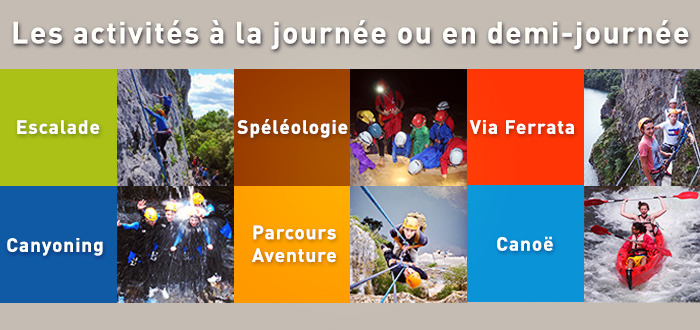 Les activités à la journée ou en demi-journée
Escalade
Spéléologie
Via Ferrata
Canyoning
Parcours
Aventure
Canoë